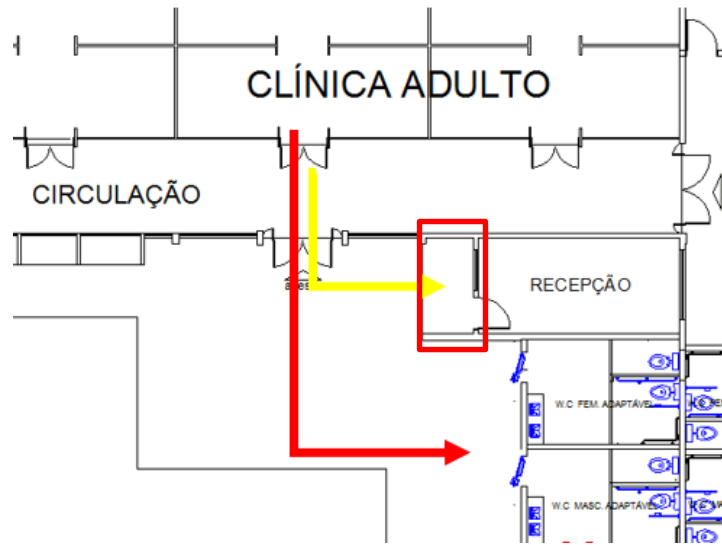 CLÍNICA ADULTO
CIRCULAÇÃO
RECEPÇÃO
W.C FEM. ADAPTÁVEL
W.C MASC. ADAPTÁVEL